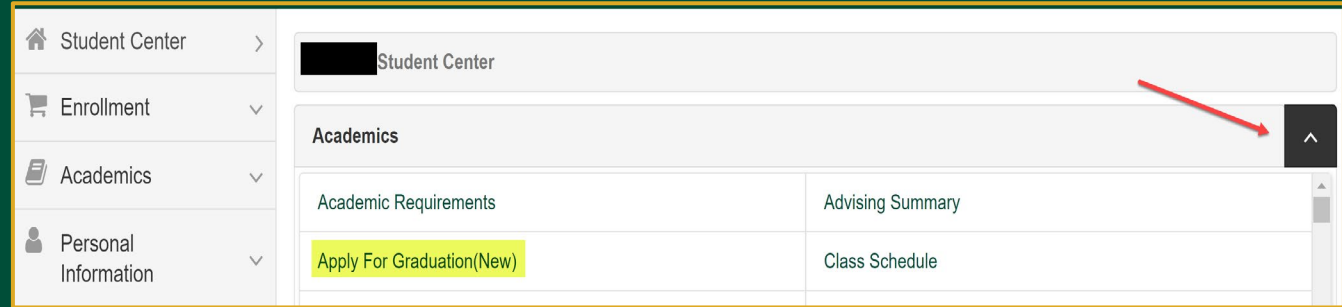 Student Center
Enrollment
Academics
Personal
Information
Student Center
Academics
Academic Requirements
Advising Summary
Apply For Graduation(New)
Class Schedule